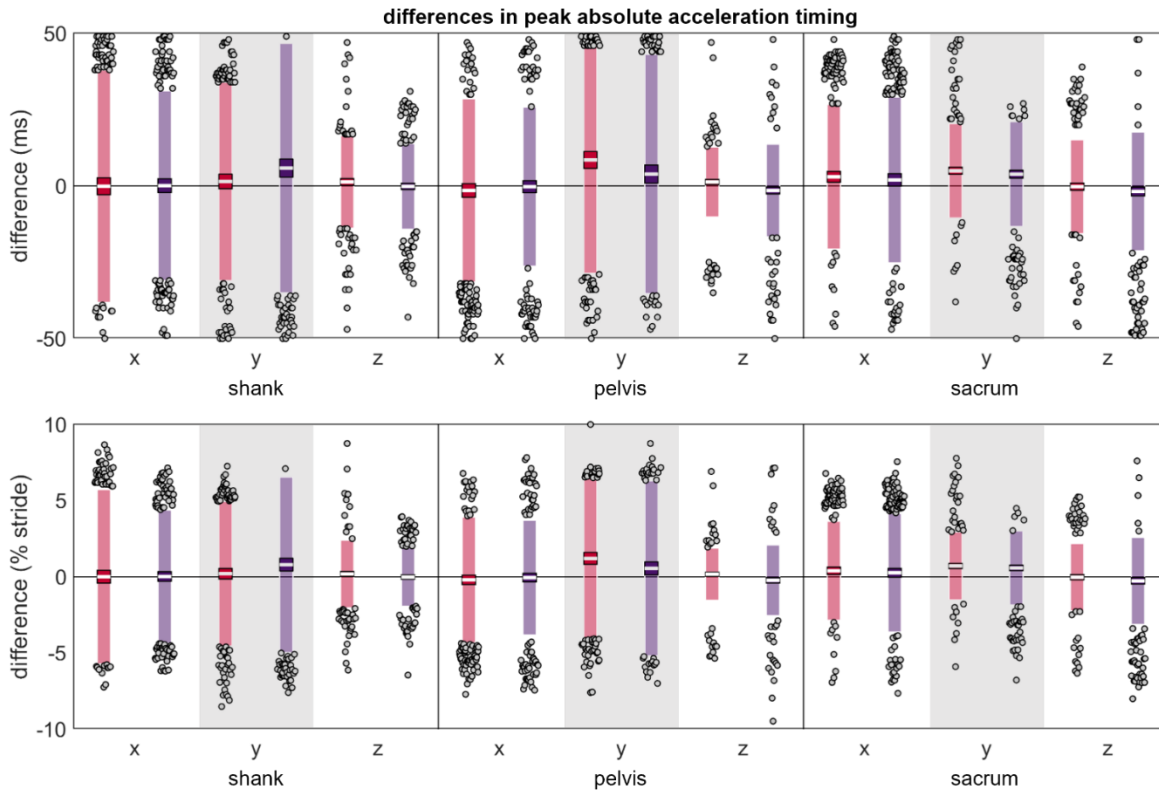 differences in peak absolute acceleration timing
difference (ms)
50
0
-50
x y z x y z x y z
shank pelvis sacrum
difference (% stride)
10
5
0
-5
-10
x y z x y z x y z
shank pelvis sacrum